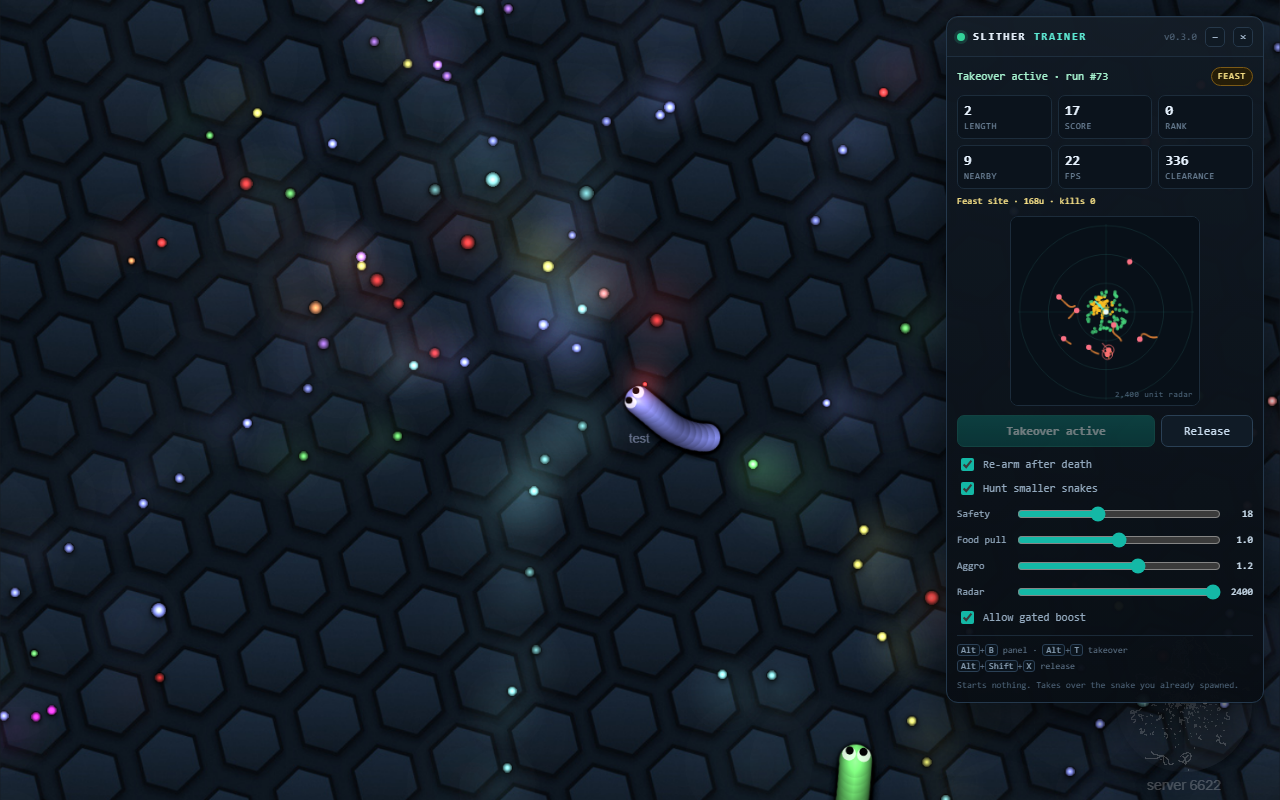 SLITHER TRAINER v0.3.0 – ×
Takeover active · run #73 FEAST
2 17 0
LENGTH SCORE RANK
9 22 336
NEARBY FPS CLEARANCE
Feast site · 168u · kills 0
2,400 unit radar
Takeover active Release
Re-arm after death
Hunt smaller snakes
Safety 18
Food pull 1.0
Aggro 1.2
Radar 2400
Allow gated boost
Alt+B panel · Alt+T takeover
Alt+Shift+X release
Starts nothing. Takes over the snake you already spawned.
test
server 6622